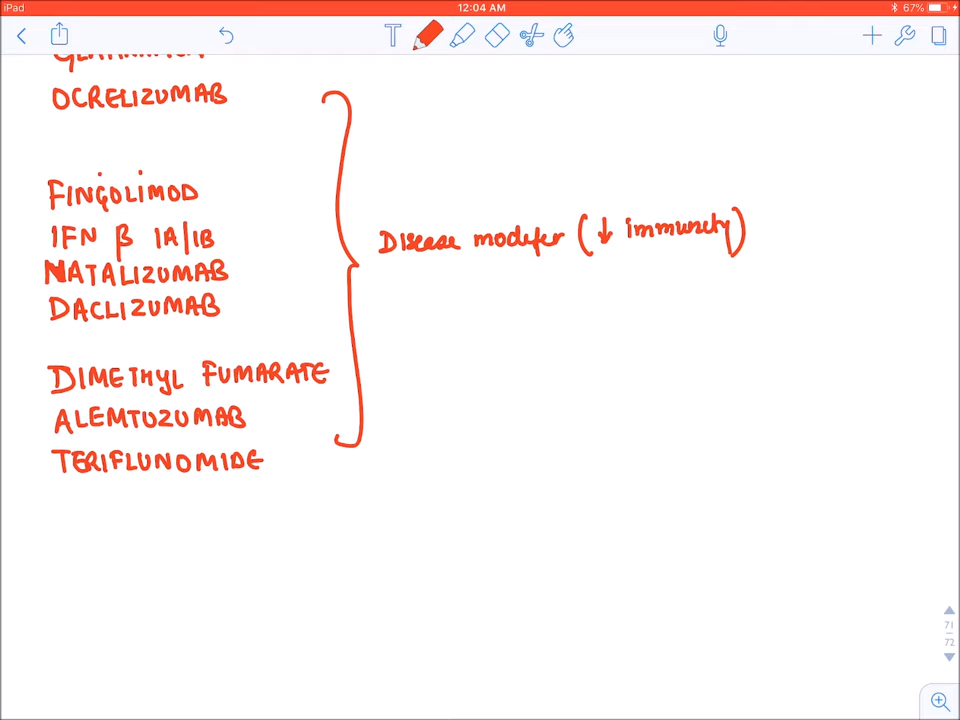 iPad 12:04 AM 67%
T
OCRELIZUMAB
FINGOLIMOD
IFN β 1A/1B
NATALIZUMAB
DACLIZUMAB
Disease modifer (↓ immunity)
DIMETHYL FUMARATE
ALEMTUZUMAB
TERIFLUNOMIDE
71
72